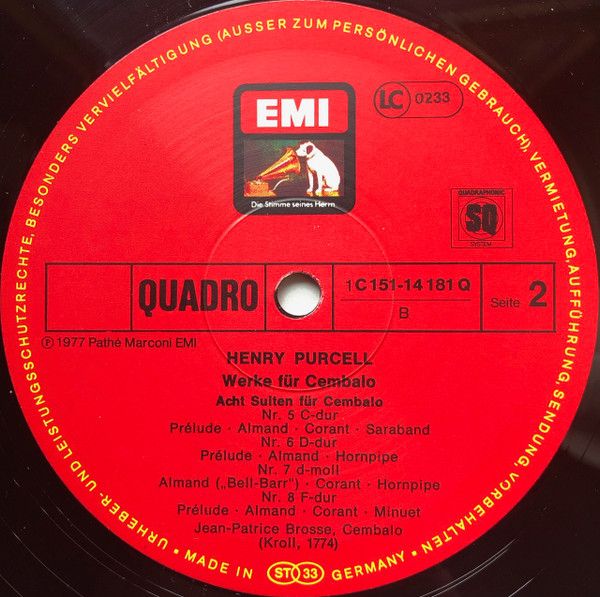 URHEBER- UND LEISTUNGSSCHUTZRECHTE, BESONDERS VERVIELFÄLTIGUNG (AUSSER ZUM PERSÖNLICHEN GEBRAUCH), VERMIETUNG, AUFFÜHRUNG, SENDUNG, VORBEHALTEN
EMI
LC 0233
Die Stimme seines Herrn
QUADRAPHONIC
SQ
SYSTEM
QUADRO
1C 151-14 181 Q
B
Seite 2
Ⓟ 1977 Pathé Marconi EMI
HENRY PURCELL
Werke für Cembalo
Acht Suiten für Cembalo
Nr. 5 C-dur
Prélude · Almand · Corant · Saraband
Nr. 6 D-dur
Prélude · Almand · Hornpipe
Nr. 7 d-moll
Almand („Bell-Barr") · Corant · Hornpipe
Nr. 8 F-dur
Prélude · Almand · Corant · Minuet
Jean-Patrice Brosse, Cembalo
(Kroll, 1774)
• MADE IN ST 33 GERMANY •